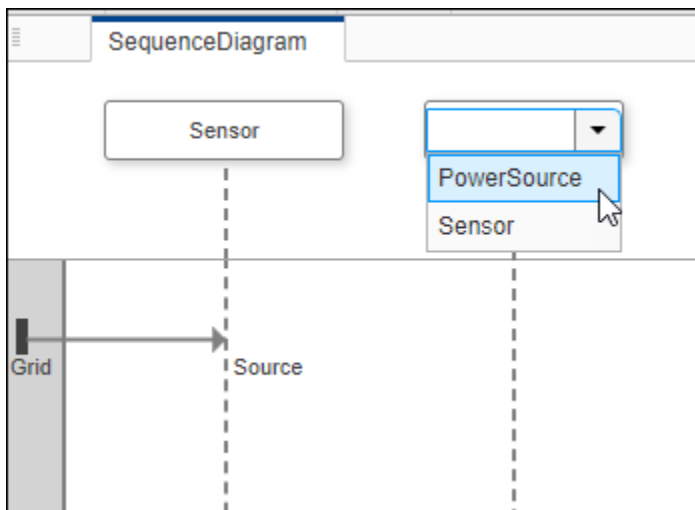 SequenceDiagram
Sensor
PowerSource
Sensor
Grid
Source